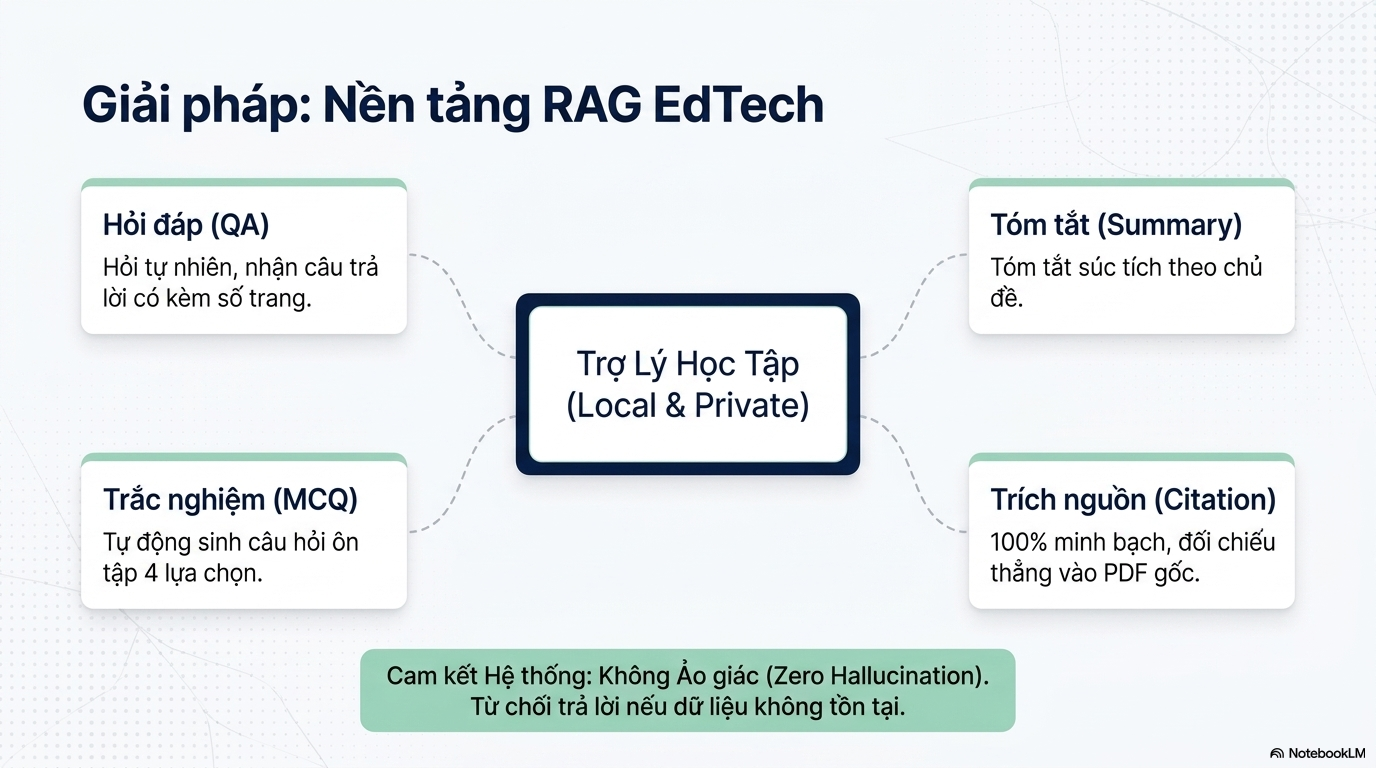 Giải pháp: Nền tảng RAG EdTech
Hỏi đáp (QA)
Hỏi tự nhiên, nhận câu trả
lời có kèm số trang.
Tóm tắt (Summary)
Tóm tắt súc tích theo chủ
đề.
Trợ Lý Học Tập
(Local & Private)
Trắc nghiệm (MCQ)
Tự động sinh câu hỏi ôn
tập 4 lựa chọn.
Trích nguồn (Citation)
100% minh bạch, đối chiếu
thẳng vào PDF gốc.
Cam kết Hệ thống: Không Ảo giác (Zero Hallucination).
Từ chối trả lời nếu dữ liệu không tồn tại.
NotebookLM